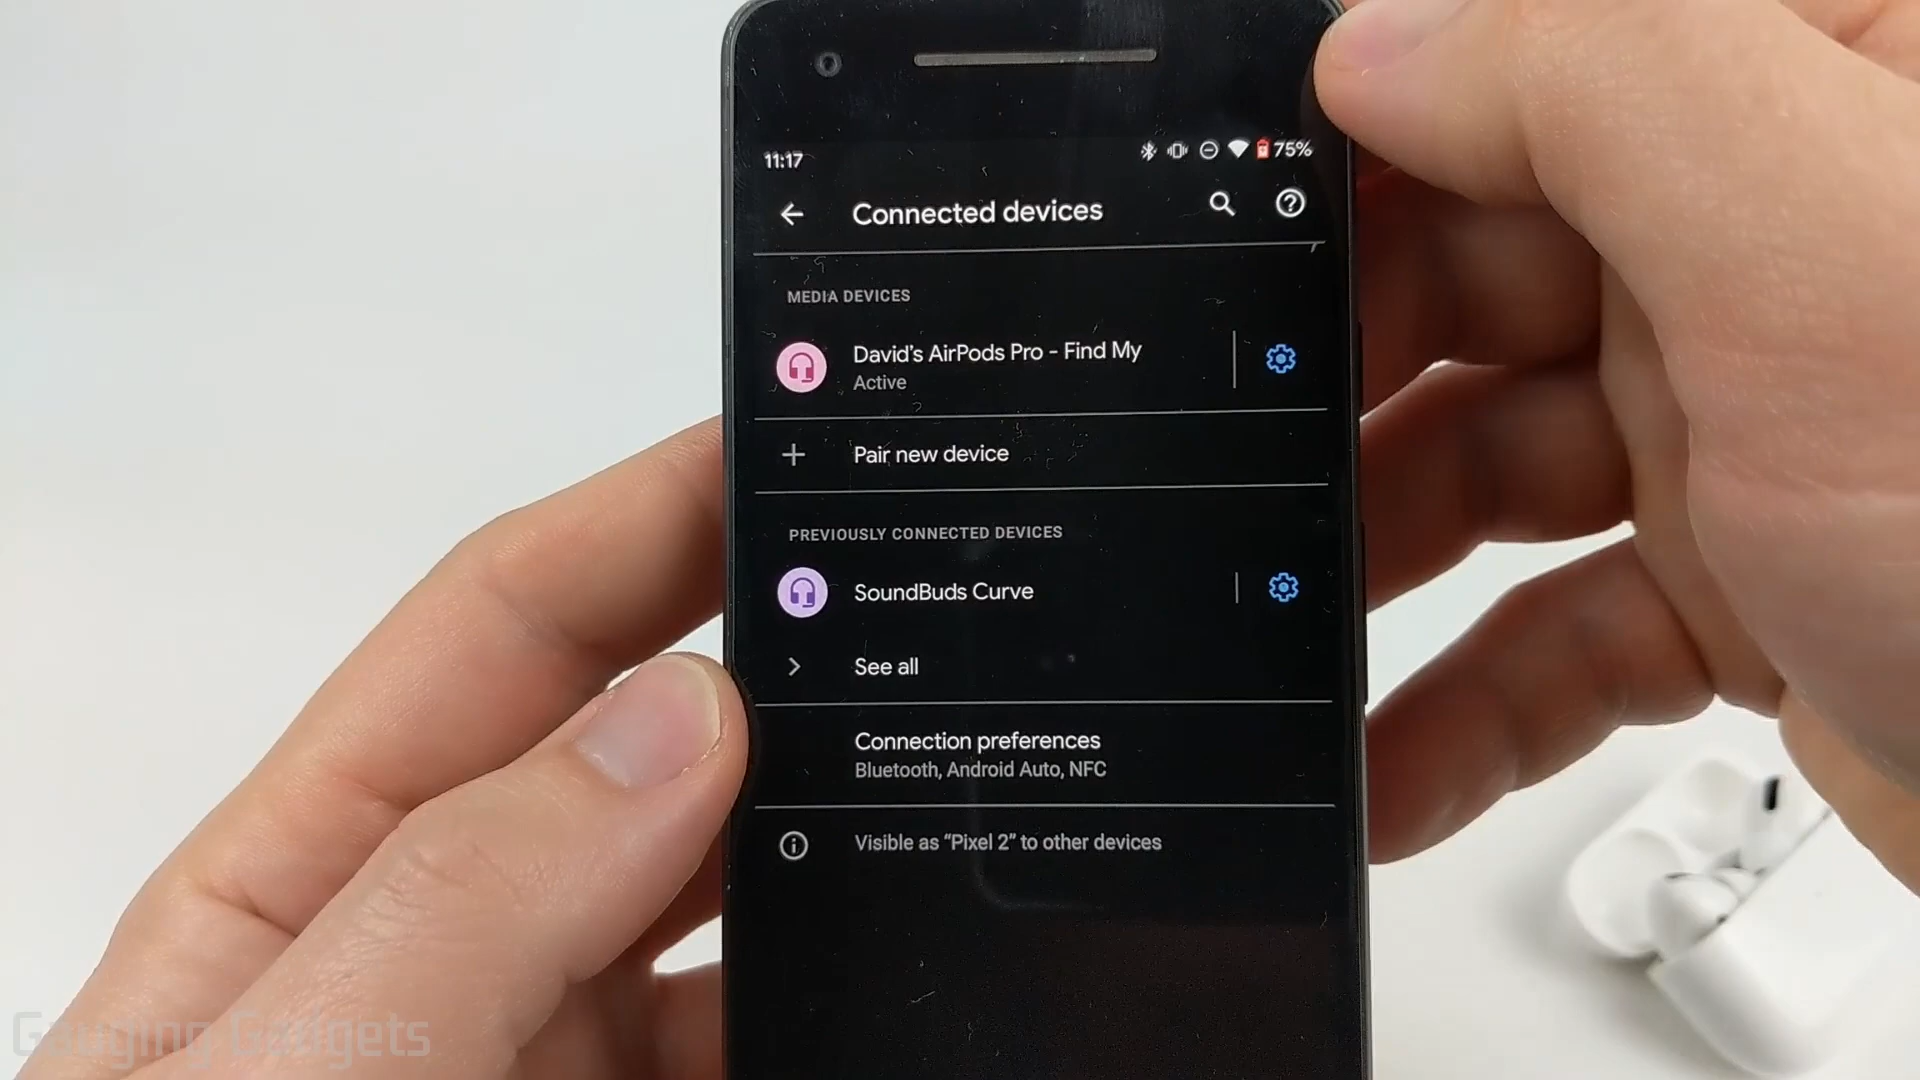 11:17
75%
Connected devices
MEDIA DEVICES
David's AirPods Pro - Find My
Active
Pair new device
PREVIOUSLY CONNECTED DEVICES
SoundBuds Curve
See all
Connection preferences
Bluetooth, Android Auto, NFC
Visible as “Pixel 2” to other devices
Gauging Gadgets